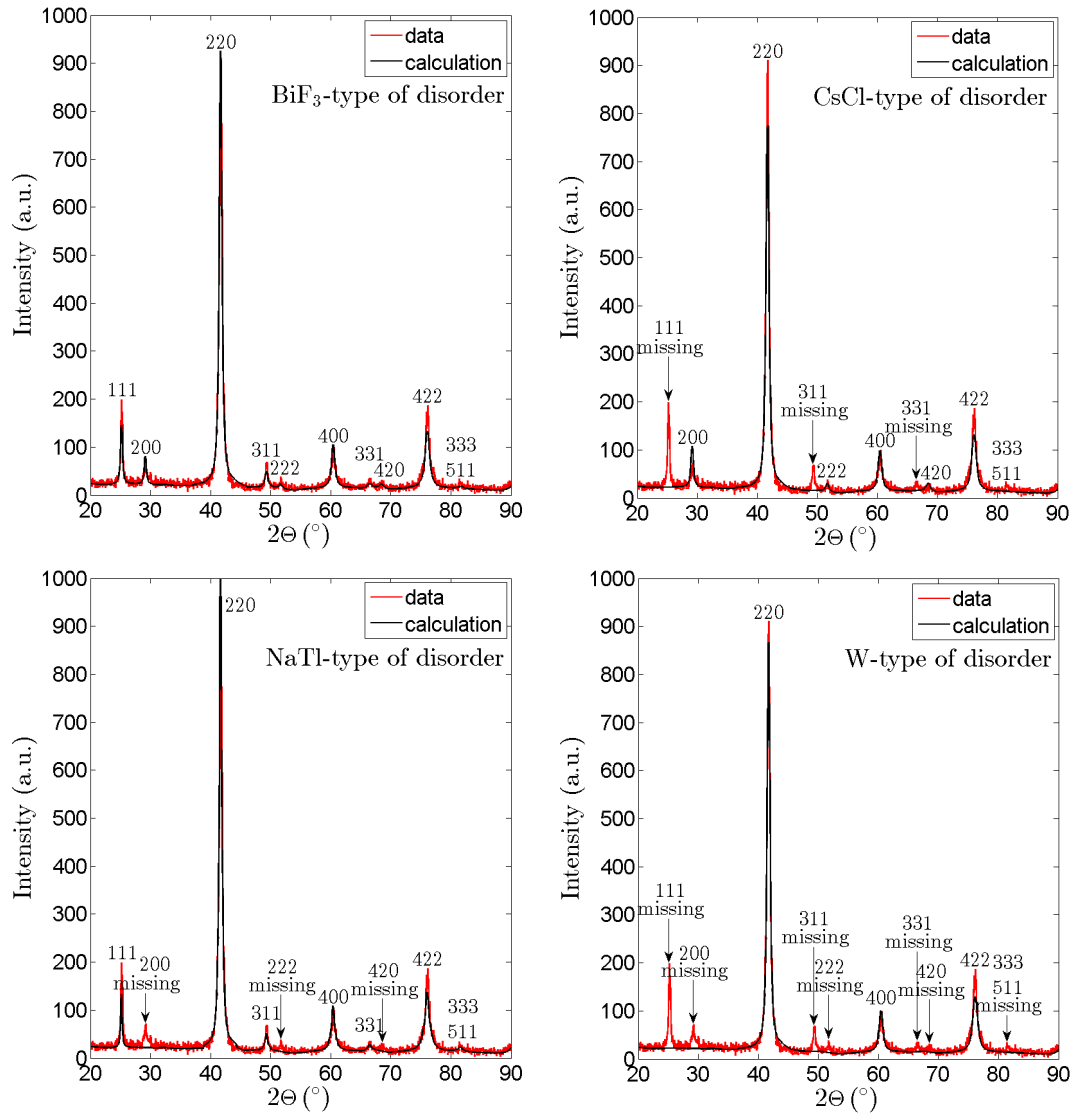 1000
900
800
700
600
500
400
300
200
100
0
20 30 40 50 60 70 80 90
Intensity (a.u.)
2Θ (°)
data
calculation
BiF₃-type of disorder
111
200
220
311
222
400
331
420
422
333
511
1000
900
800
700
600
500
400
300
200
100
0
20 30 40 50 60 70 80 90
Intensity (a.u.)
2Θ (°)
data
calculation
CsCl-type of disorder
111
missing
200
220
311
missing
222
400
331
missing
420
422
333
511
1000
900
800
700
600
500
400
300
200
100
0
20 30 40 50 60 70 80 90
Intensity (a.u.)
2Θ (°)
data
calculation
NaTl-type of disorder
111
200
missing
220
311
222
missing
400
331
420
missing
422
333
511
1000
900
800
700
600
500
400
300
200
100
0
20 30 40 50 60 70 80 90
Intensity (a.u.)
2Θ (°)
data
calculation
W-type of disorder
111
missing
200
missing
220
311
missing
222
missing
400
331
missing
420
missing
422
333
511
missing